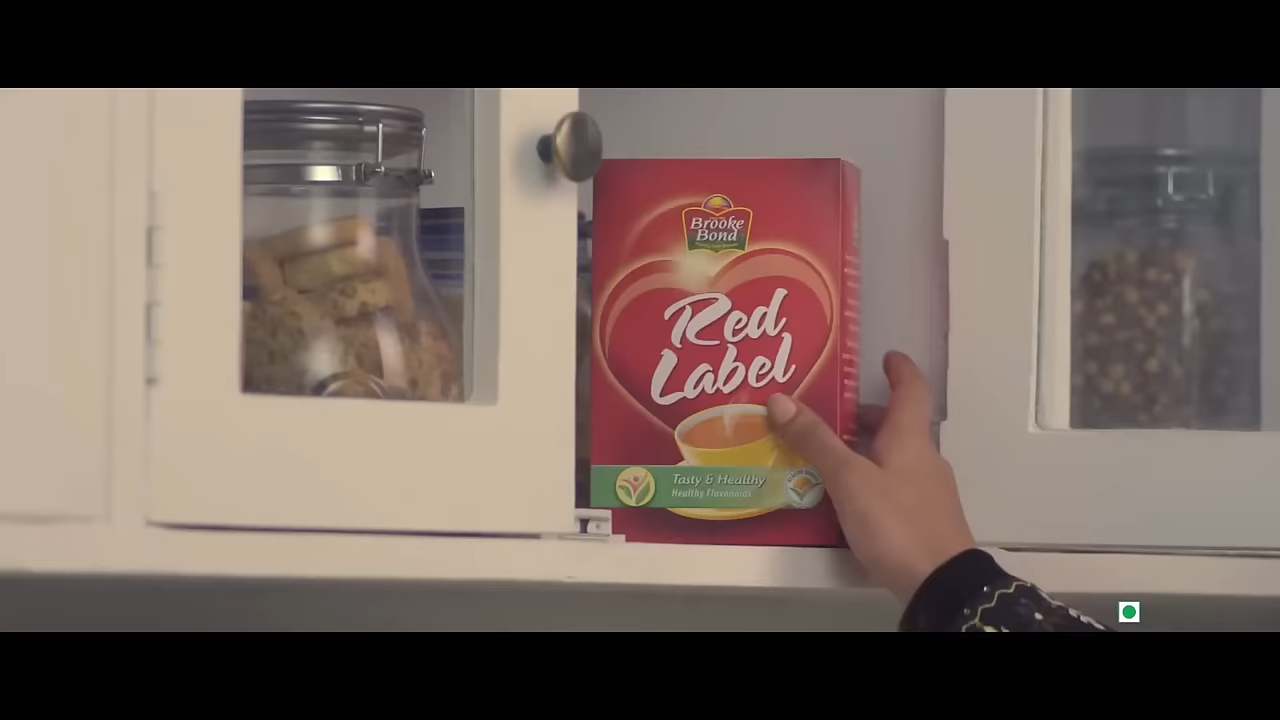 Brooke
Bond
Red
Label
Tasty & Healthy
Healthy Flavonoids